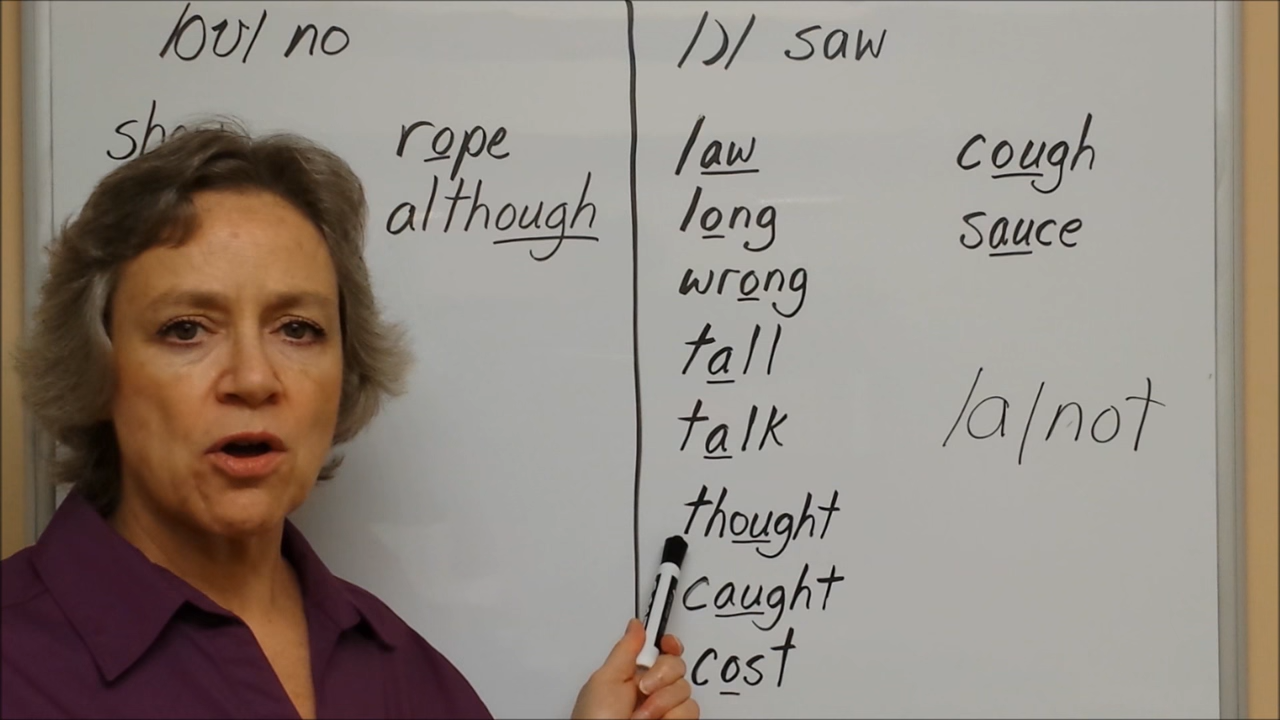 /oʊ/ no
rope
although
/ɔ/ saw
law
long
wrong
tall
talk
thought
caught
cost
cough
sauce
/a/ not